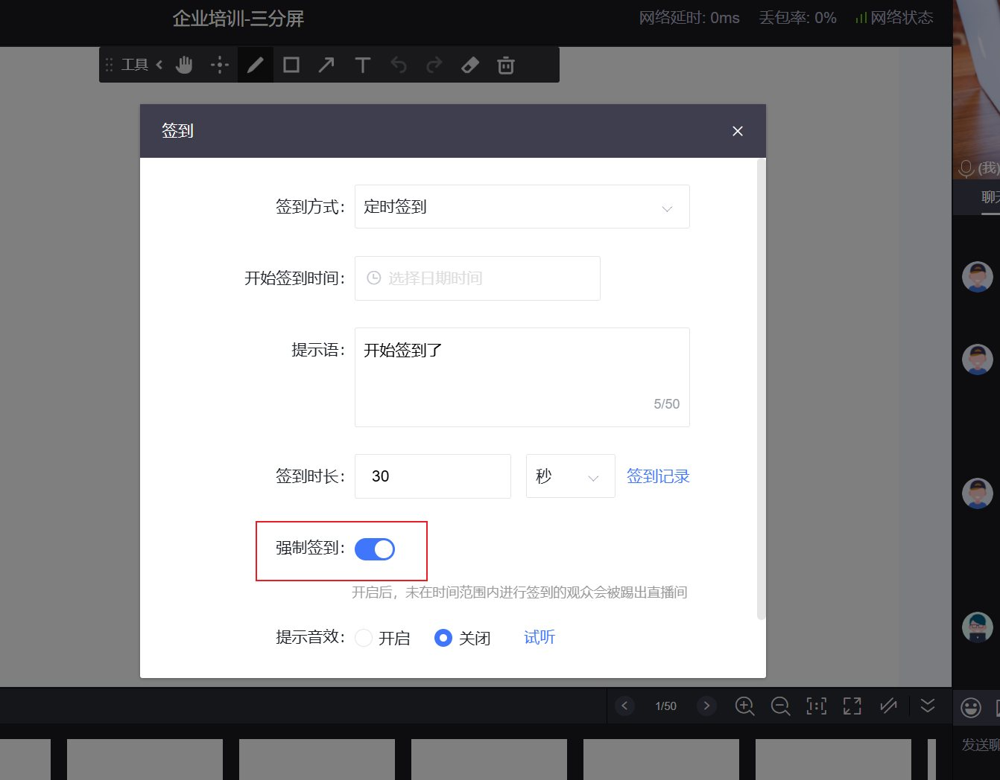 企业培训-三分屏
网络延时: 0ms 丢包率: 0% 网络状态
工具
签到
签到方式: 定时签到
开始签到时间: 选择日期时间
提示语: 开始签到了
5/50
签到时长: 30 秒 签到记录
强制签到:
开启后，未在时间范围内进行签到的观众会被踢出直播间
提示音效: 开启 关闭 试听
(我)
聊
1/50
发送聊